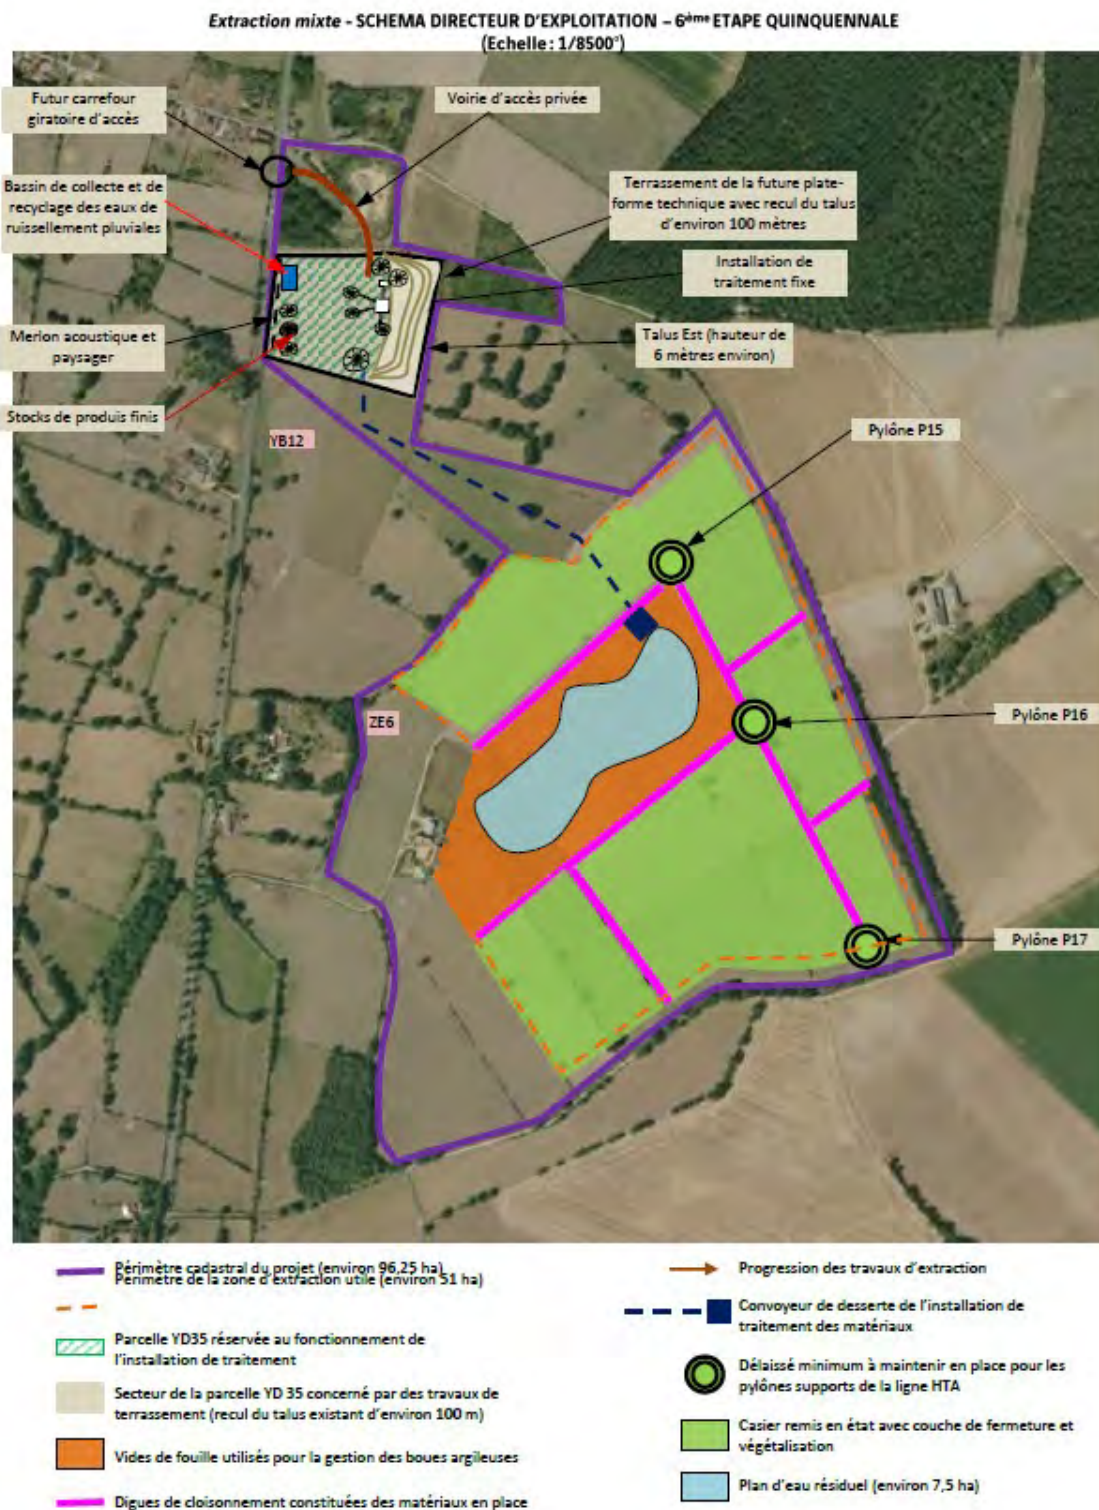 Extraction mixte - SCHEMA DIRECTEUR D'EXPLOITATION – 6ème ETAPE QUINQUENNALE
(Echelle : 1/8500°)
Futur carrefour
giratoire d'accès
Voirie d'accès privée
Bassin de collecte et de
recyclage des eaux de
ruissellement pluviales
Terrassement de la future plate-
forme technique avec recul du talus
d'environ 100 mètres
Installation de
traitement fixe
Merlon acoustique et
paysager
Talus Est (hauteur de
6 mètres environ)
Stocks de produis finis
YB12
Pylône P15
ZE6
Pylône P16
Pylône P17
Périmètre cadastral du projet (environ 96,25 ha)
Périmètre de la zone d'extraction utile (environ 51 ha)
Parcelle YD35 réservée au fonctionnement de
l'installation de traitement
Secteur de la parcelle YD 35 concerné par des travaux de
terrassement (recul du talus existant d'environ 100 m)
Vides de fouille utilisés pour la gestion des boues argileuses
Digues de cloisonnement constituées des matériaux en place
Progression des travaux d'extraction
Convoyeur de desserte de l'installation de
traitement des matériaux
Délaissé minimum à maintenir en place pour les
pylônes supports de la ligne HTA
Casier remis en état avec couche de fermeture et
végétalisation
Plan d'eau résiduel (environ 7,5 ha)